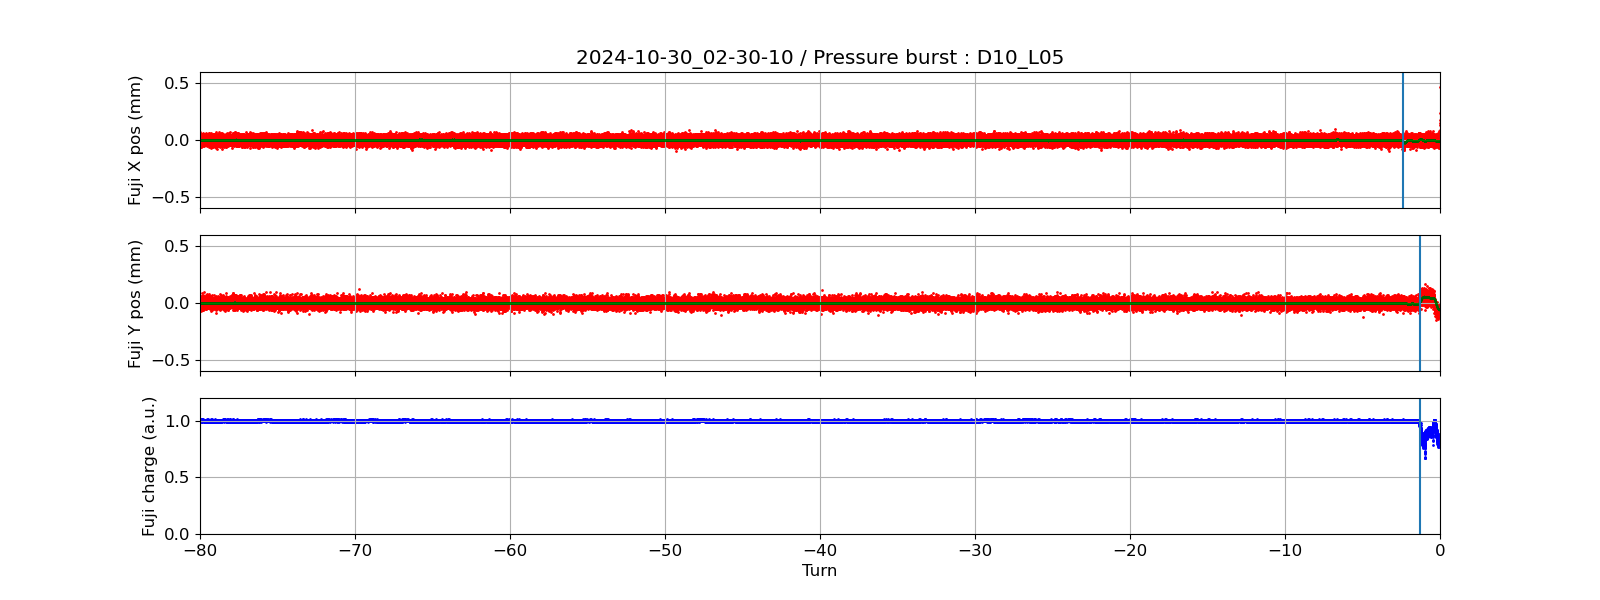 2024-10-30_02-30-10 / Pressure burst : D10_L05
Fuji X pos (mm)
0.5
0.0
−0.5
Fuji Y pos (mm)
0.5
0.0
−0.5
Fuji charge (a.u.)
1.0
0.5
0.0
−80 −70 −60 −50 −40 −30 −20 −10 0
Turn